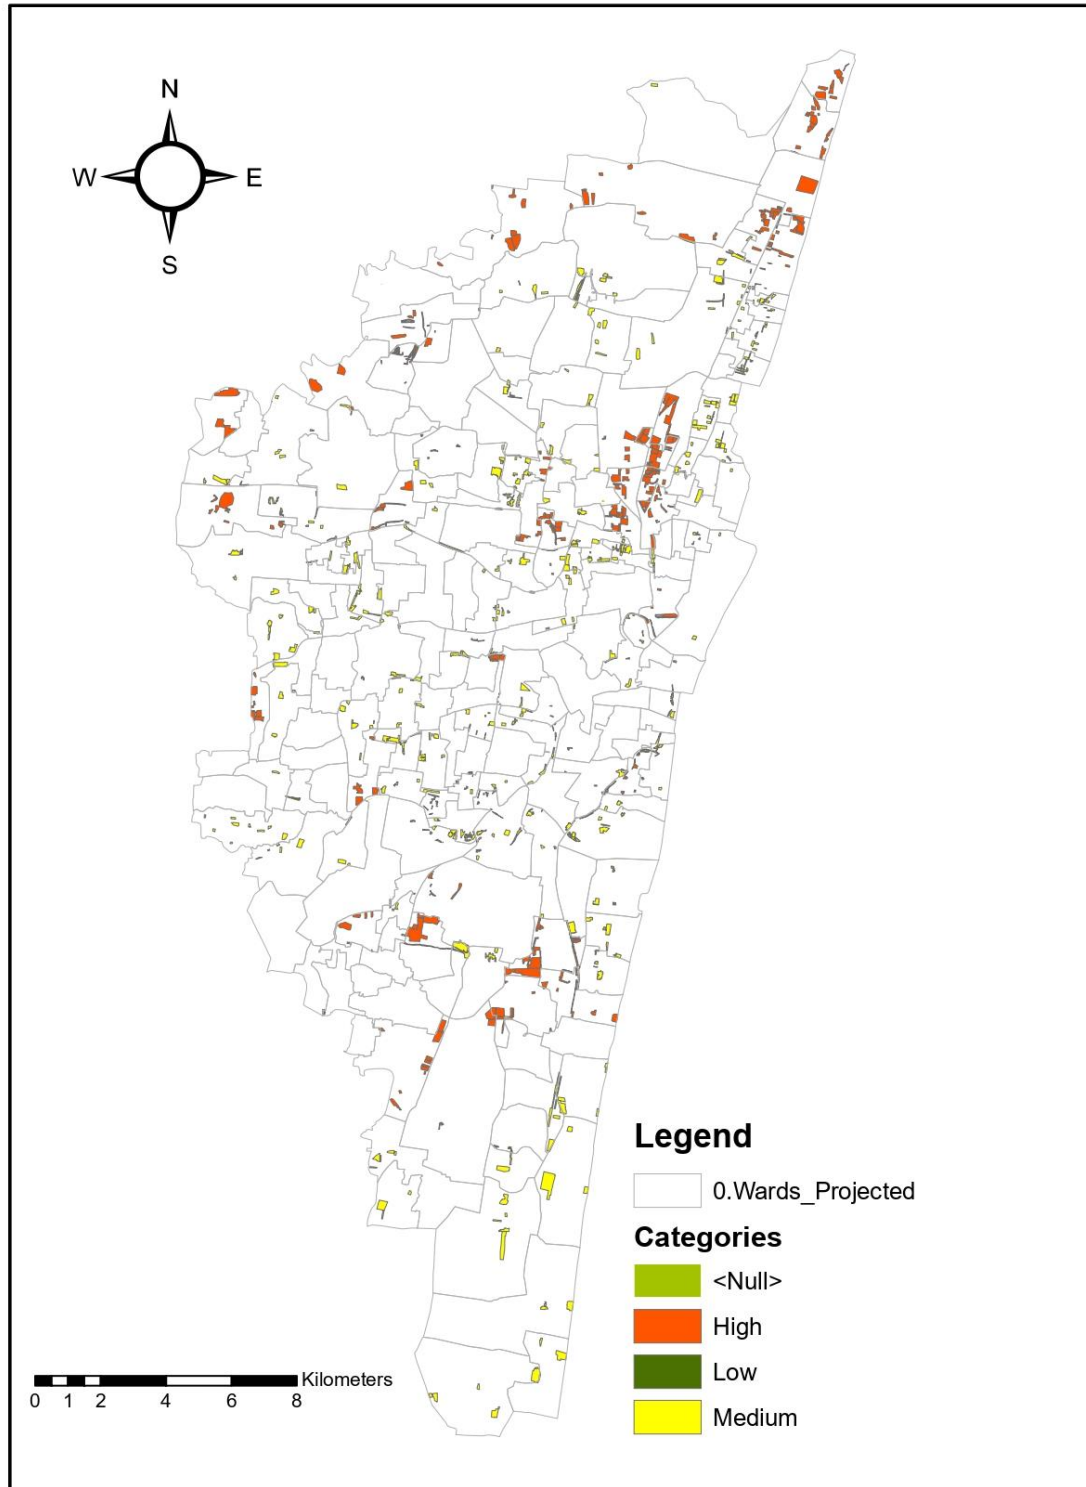 N
W E
S
Legend
0.Wards_Projected
Categories
<Null>
High
Low
Medium
Kilometers
0 1 2 4 6 8